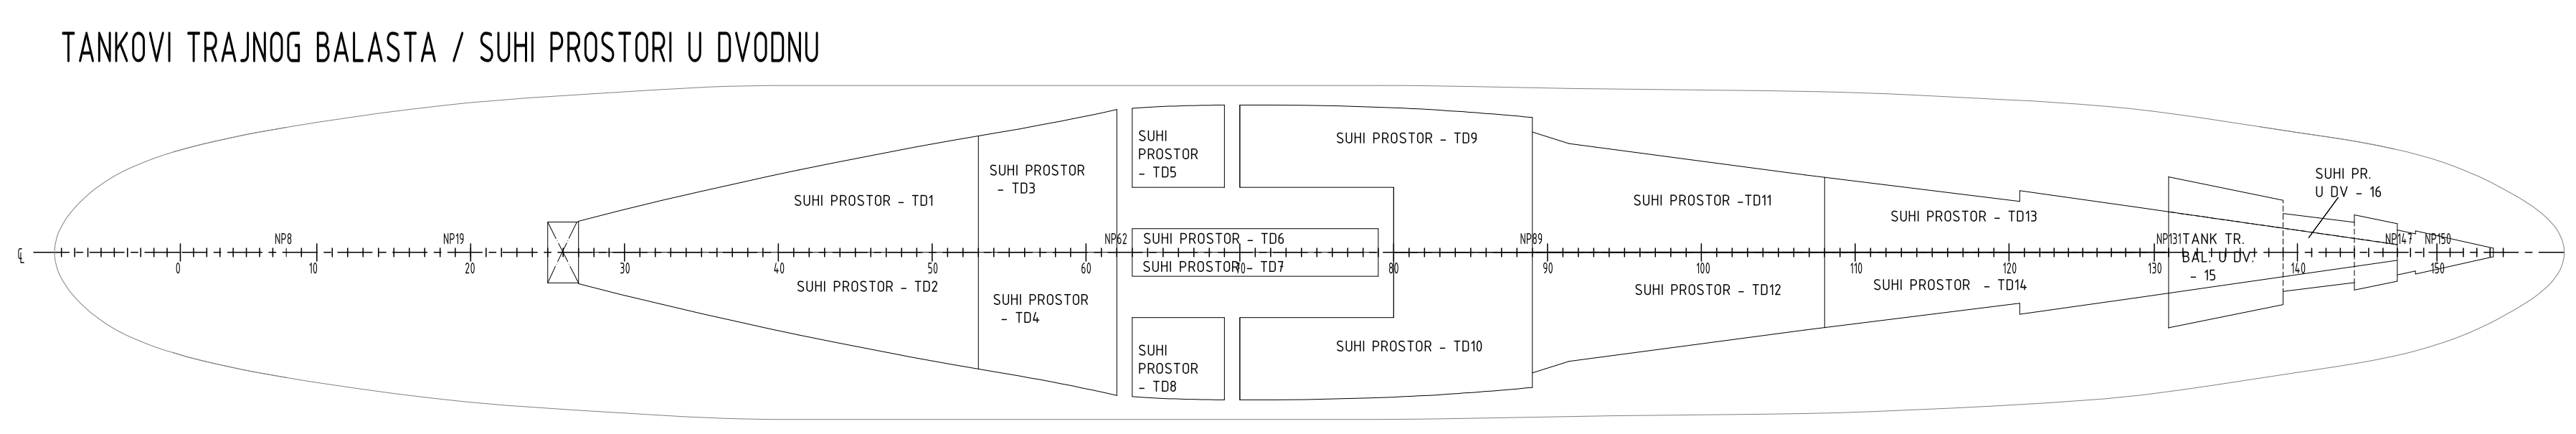 TANKOVI TRAJNOG BALASTA / SUHI PROSTORI U DVODNU
SUHI
PROSTOR
- TD5
SUHI PROSTOR - TD9
SUHI PROSTOR
- TD3
SUHI PR.
U DV - 16
SUHI PROSTOR - TD1
SUHI PROSTOR -TD11
SUHI PROSTOR - TD13
NP8
NP19
NP62
SUHI PROSTOR - TD6
NP89
NP131
TANK TR.
BAL. U DV.
- 15
NP147
NP150
0
10
20
30
40
50
60
SUHI PROSTOR - TD7
70
80
90
100
110
120
130
140
150
SUHI PROSTOR - TD2
SUHI PROSTOR - TD12
SUHI PROSTOR - TD14
SUHI PROSTOR
- TD4
SUHI
PROSTOR
- TD8
SUHI PROSTOR - TD10